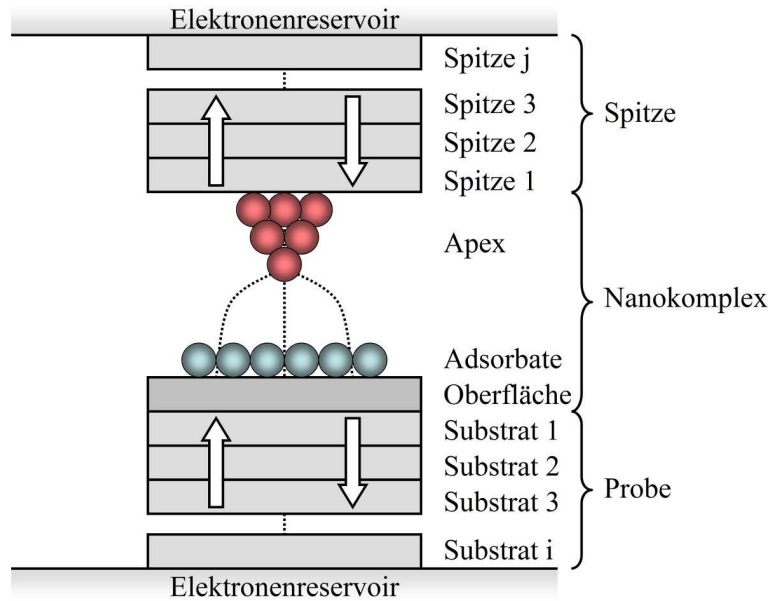 Elektronenreservoir
Spitze j
Spitze 3
Spitze 2
Spitze 1
Spitze
Apex
Nanokomplex
Adsorbate
Oberfläche
Substrat 1
Substrat 2
Substrat 3
Probe
Substrat i
Elektronenreservoir